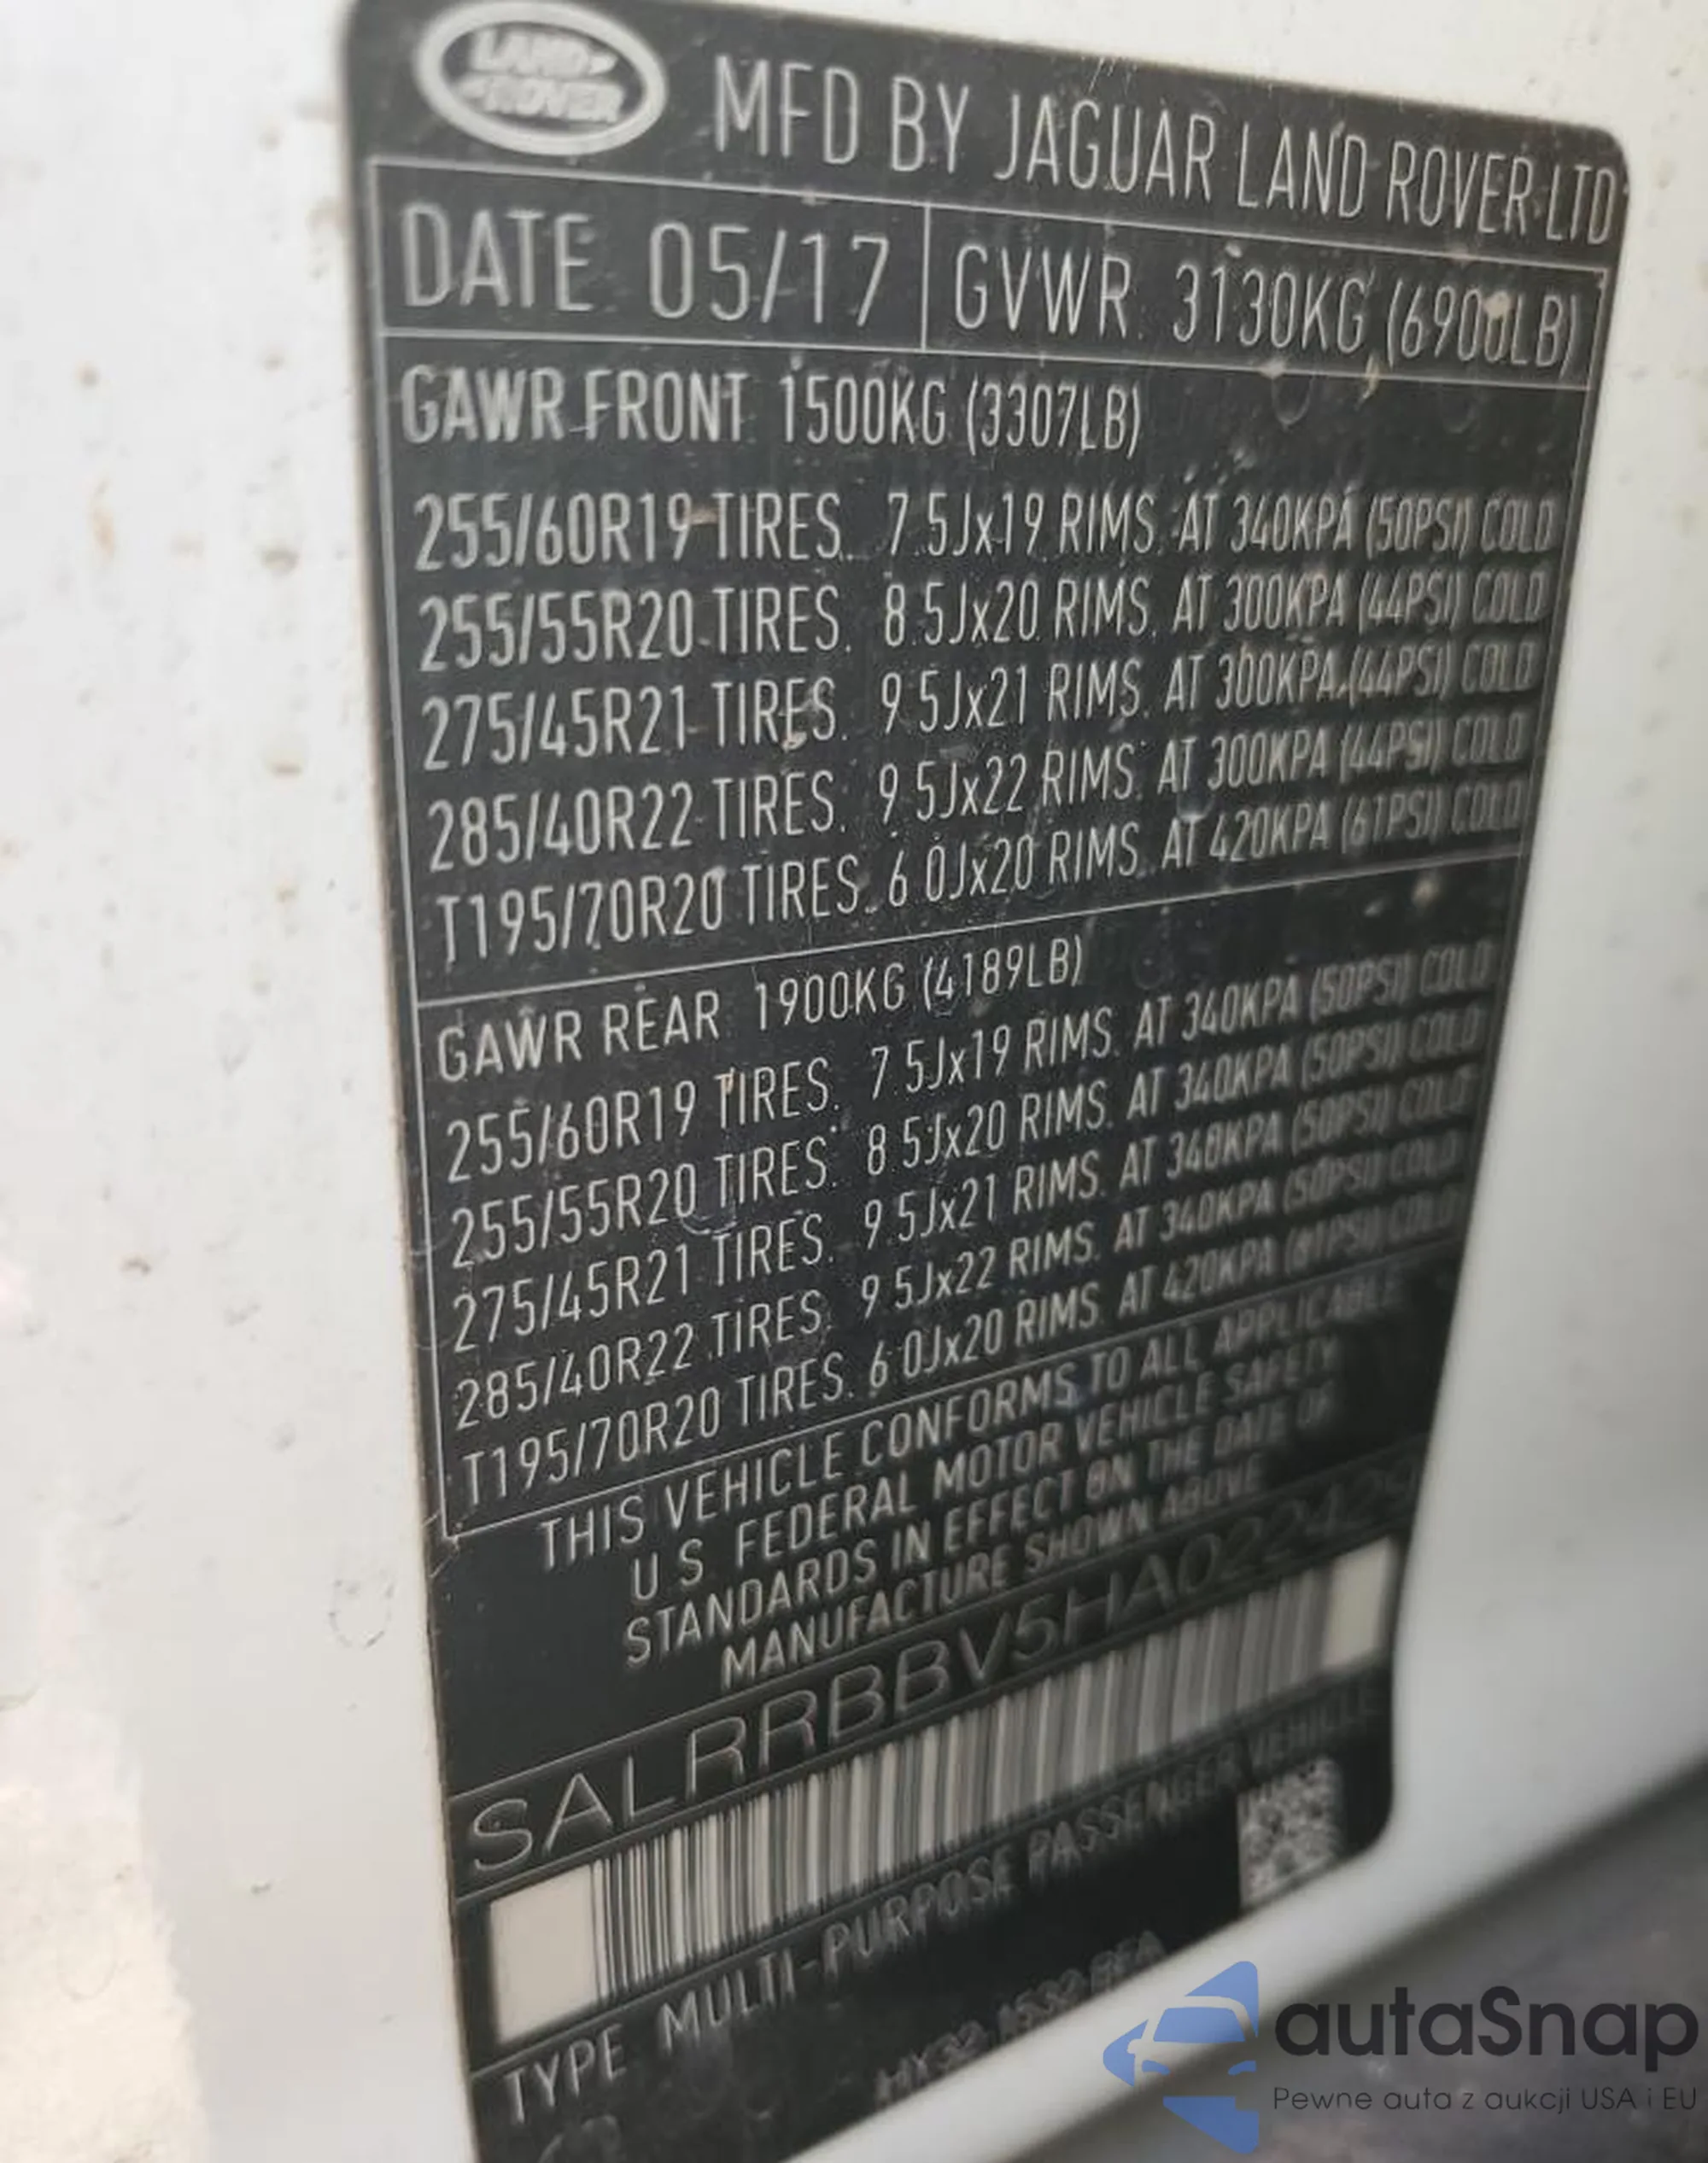 LAND-
-ROVER
MFD BY JAGUAR LAND ROVER LTD
DATE 05/17 GVWR. 3130KG (6900LB)
GAWR FRONT 1500KG (3307LB)
255/60R19 TIRES. 7.5Jx19 RIMS. AT 340KPA (50PSI) COLD
255/55R20 TIRES. 8.5Jx20 RIMS. AT 300KPA (44PSI) COLD
275/45R21 TIRES. 9.5Jx21 RIMS. AT 300KPA (44PSI) COLD
285/40R22 TIRES. 9.5Jx22 RIMS. AT 300KPA (44PSI) COLD
T195/70R20 TIRES. 6.0Jx20 RIMS. AT 420KPA (61PSI) COLD
GAWR REAR 1900KG (4189LB)
255/60R19 TIRES. 7.5Jx19 RIMS. AT 340KPA (50PSI) COLD
255/55R20 TIRES. 8.5Jx20 RIMS. AT 340KPA (50PSI) COLD
275/45R21 TIRES. 9.5Jx21 RIMS. AT 340KPA (50PSI) COLD
285/40R22 TIRES. 9.5Jx22 RIMS. AT 340KPA (50PSI) COLD
T195/70R20 TIRES. 6.0Jx20 RIMS. AT 420KPA (61PSI) COLD
THIS VEHICLE CONFORMS TO ALL APPLICABLE
U.S. FEDERAL MOTOR VEHICLE SAFETY
STANDARDS IN EFFECT ON THE DATE OF
MANUFACTURE SHOWN ABOVE
SALRRBBV5HA022429
TYPE MULTI-PURPOSE PASSENGER VEHICLE
autaSnap
Pewne auta z aukcji USA i EU